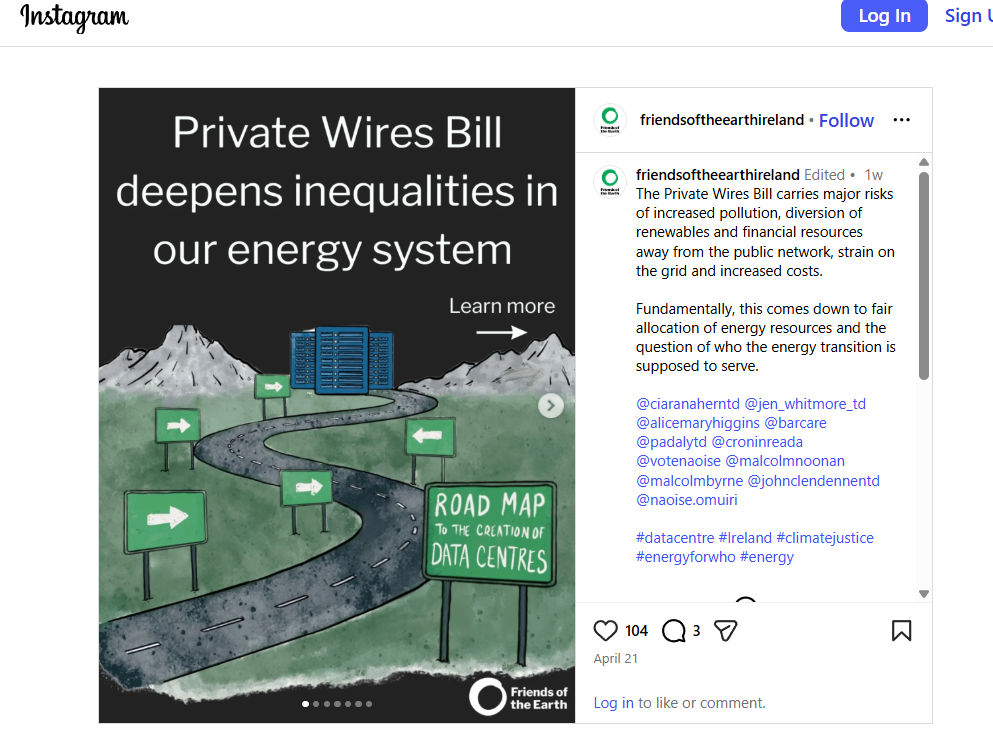 Instagram
Log In
Sign U
Private Wires Bill
deepens inequalities in
our energy system
Learn more
ROAD MAP
TO THE CREATION OF
DATA CENTRES
Friends of
the Earth
friendsoftheearthireland • Follow
friendsoftheearthireland Edited • 1w
The Private Wires Bill carries major risks
of increased pollution, diversion of
renewables and financial resources
away from the public network, strain on
the grid and increased costs.
Fundamentally, this comes down to fair
allocation of energy resources and the
question of who the energy transition is
supposed to serve.
@ciaranaherntd @jen_whitmore_td
@alicemaryhiggins @barcare
@padalytd @croninreada
@votenaoise @malcolmnoonan
@malcolmbyrne @johnclendennentd
@naoise.omuiri
#datacentre #Ireland #climatejustice
#energyforwho #energy
104
3
April 21
Log in to like or comment.